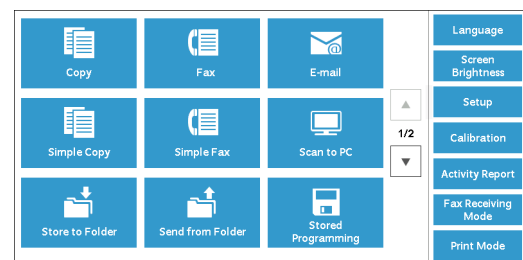 Copy
Fax
E-mail
Simple Copy
Simple Fax
Scan to PC
Store to Folder
Send from Folder
Stored
Programming
1/2
Language
Screen
Brightness
Setup
Calibration
Activity Report
Fax Receiving
Mode
Print Mode